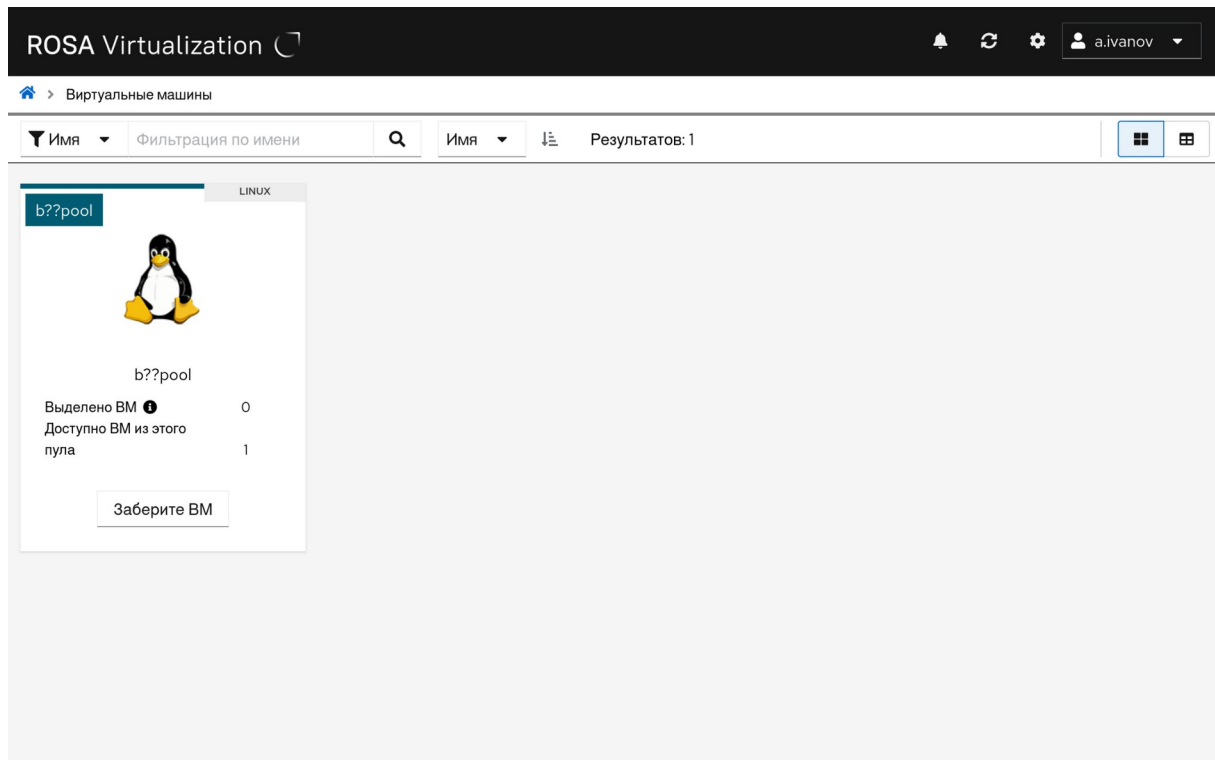 ROSA Virtualization
a.ivanov
Виртуальные машины
Имя
Фильтрация по имени
Имя
Результатов: 1
LINUX
b??pool
b??pool
Выделено ВМ 0
Доступно ВМ из этого
пула 1
Заберите ВМ